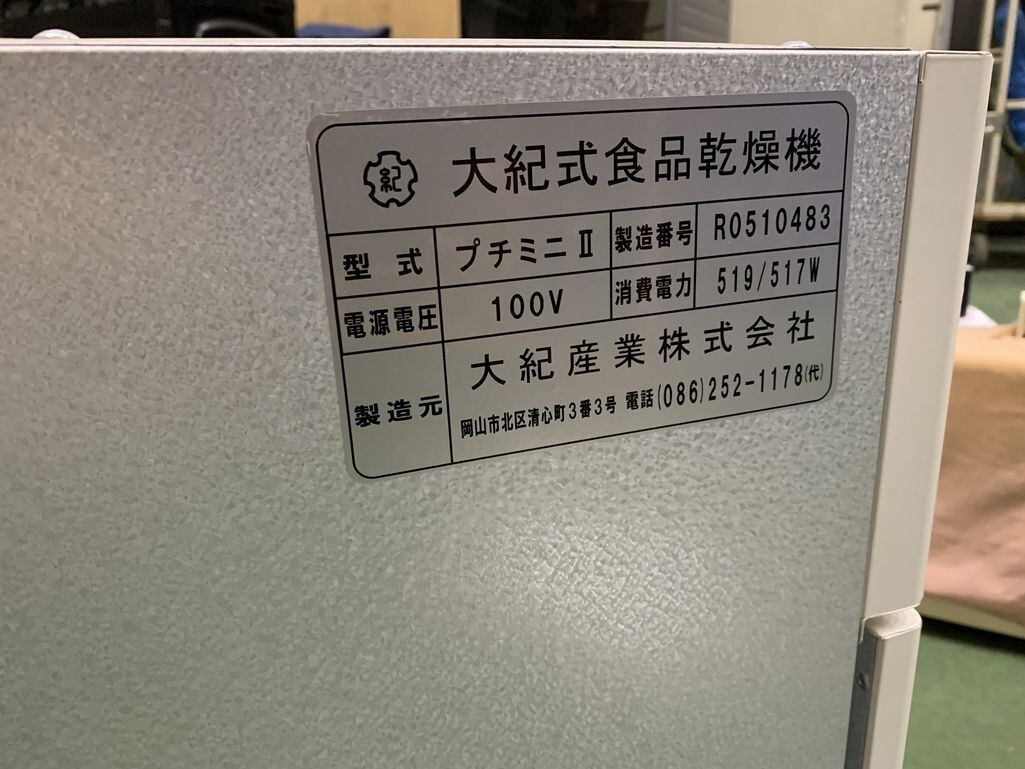 紀 大紀式食品乾燥機
型式 プチミニⅡ 製造番号 R0510483
電源電圧 100V 消費電力 519/517W
製造元 大紀産業株式会社
岡山市北区清心町3番3号 電話(086)252-1178(代)